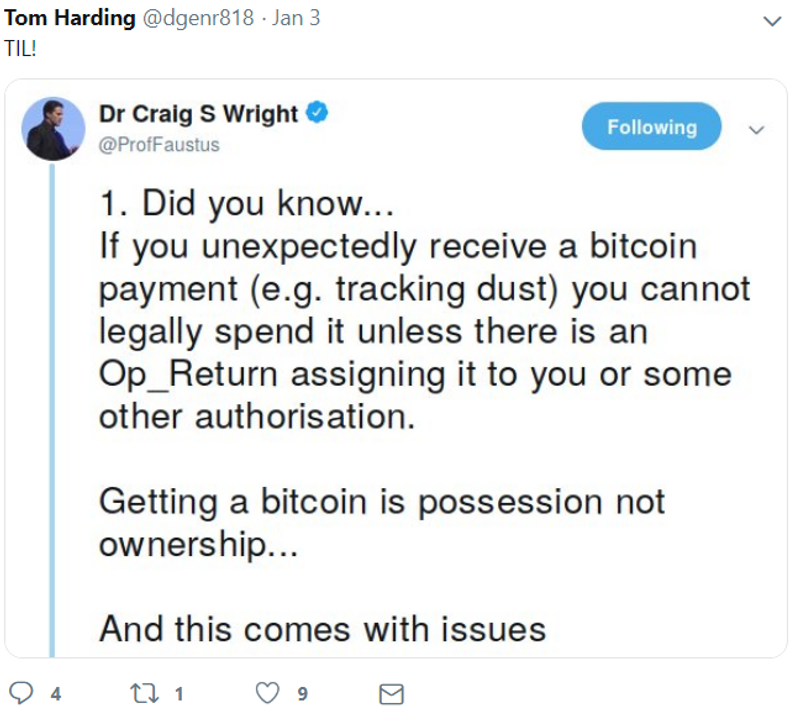 Tom Harding @dgenr818 · Jan 3
TIL!
Dr Craig S Wright
@ProfFaustus
Following
1. Did you know...
If you unexpectedly receive a bitcoin
payment (e.g. tracking dust) you cannot
legally spend it unless there is an
Op_Return assigning it to you or some
other authorisation.
Getting a bitcoin is possession not
ownership...
And this comes with issues
4 1 9